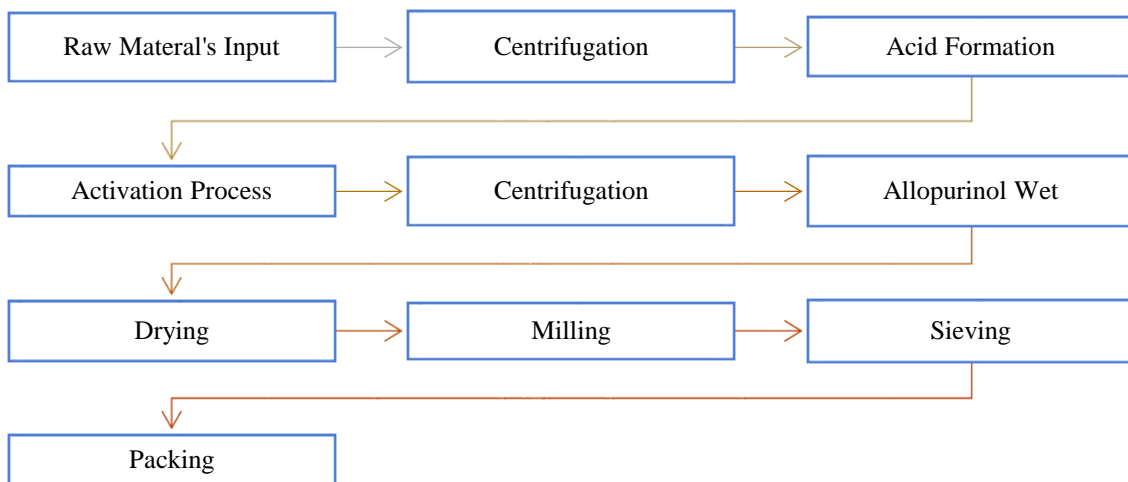 Raw Materal's Input
Centrifugation
Acid Formation
Activation Process
Centrifugation
Allopurinol Wet
Drying
Milling
Sieving
Packing